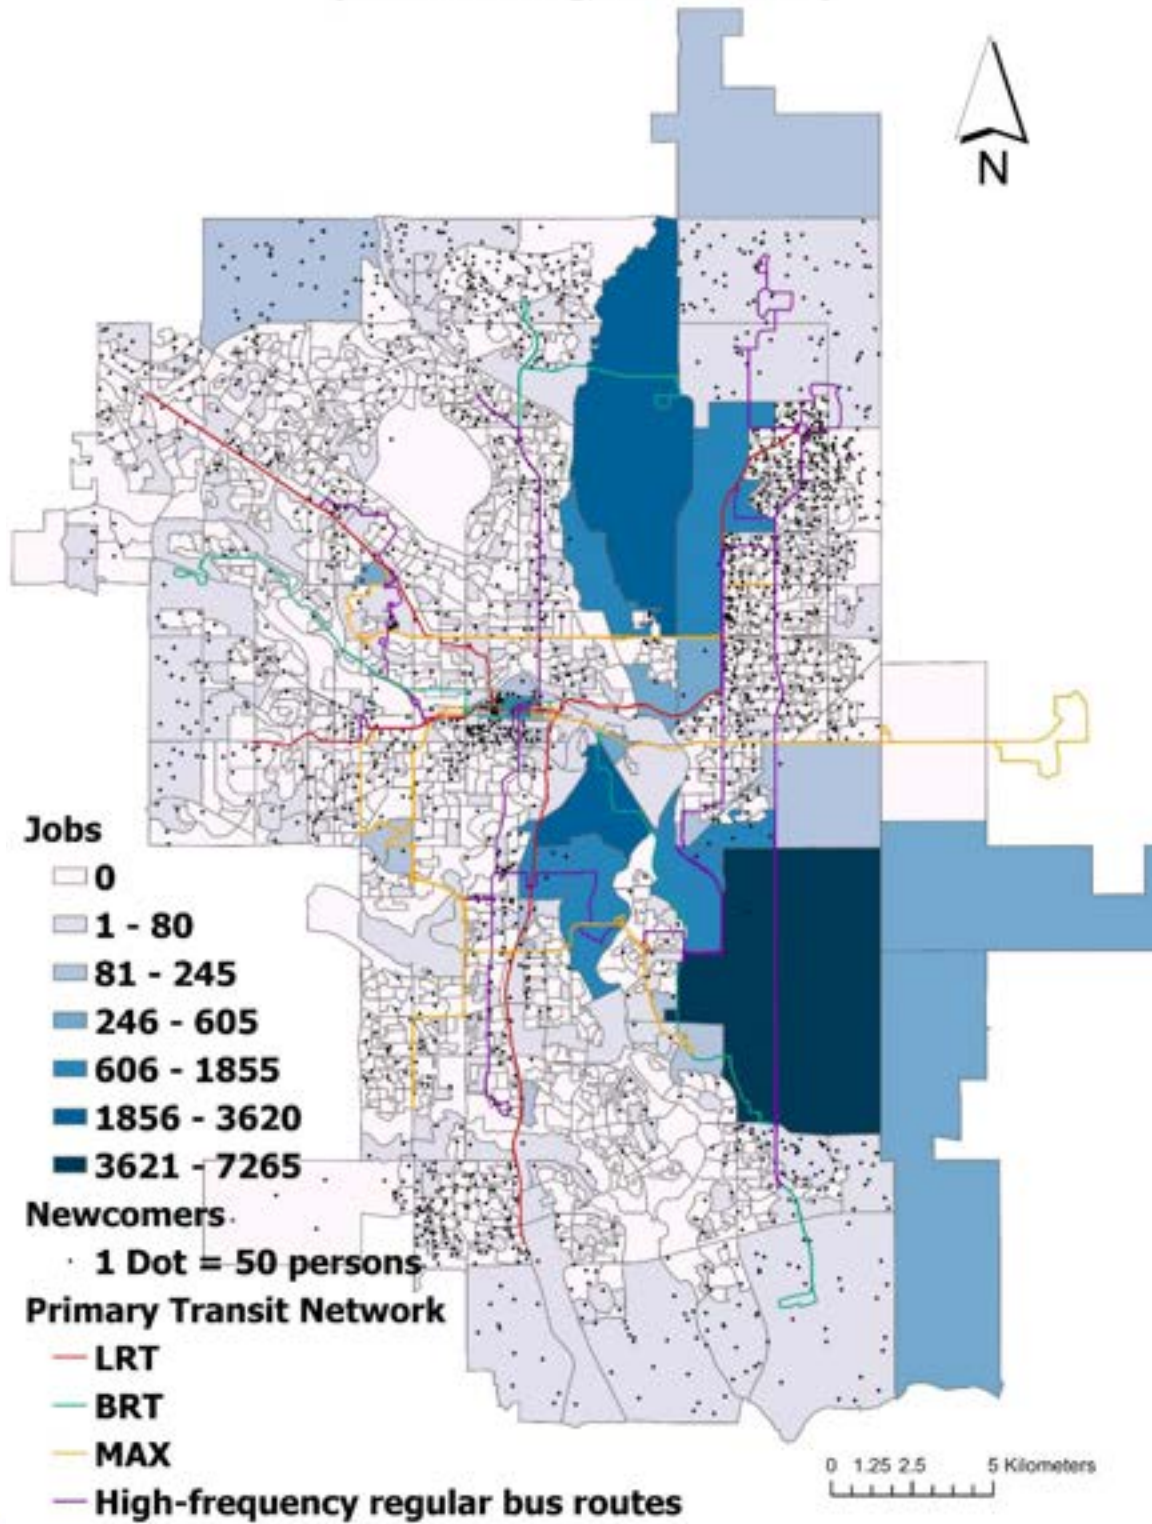 N
Jobs
0
1 - 80
81 - 245
246 - 605
606 - 1855
1856 - 3620
3621 - 7265
Newcomers
1 Dot = 50 persons
Primary Transit Network
LRT
BRT
MAX
High-frequency regular bus routes
0 1.25 2.5 5 Kilometers